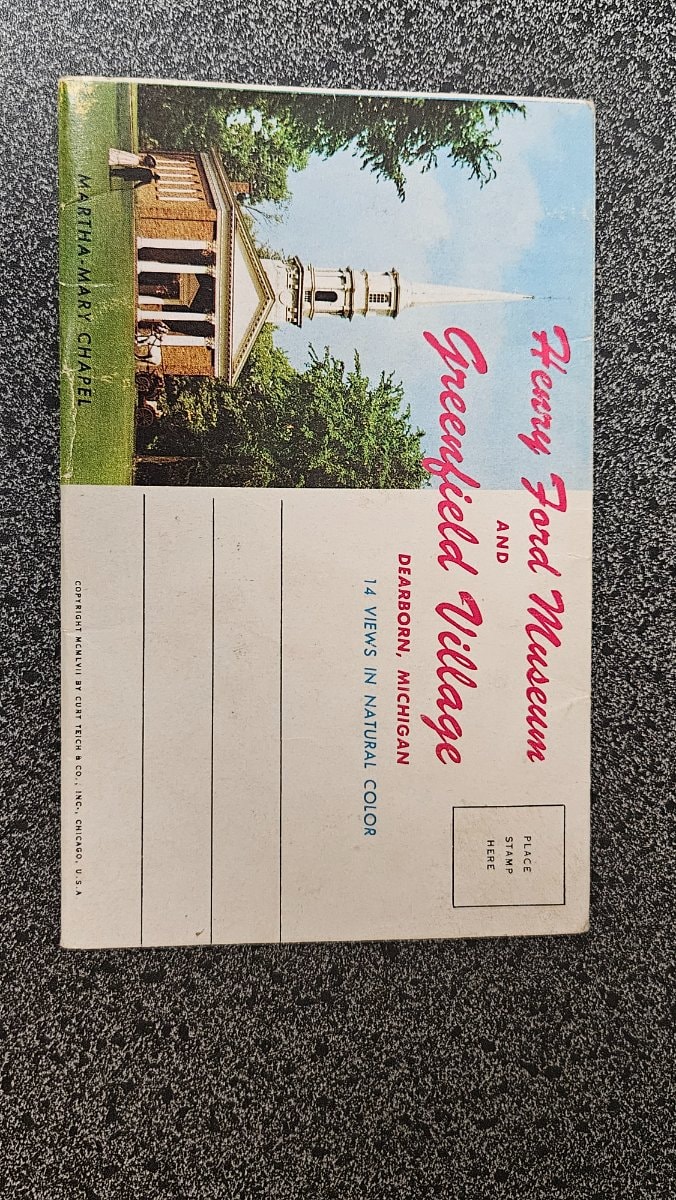 Henry Ford Museum
AND
Greenfield Village
DEARBORN, MICHIGAN
14 VIEWS IN NATURAL COLOR
PLACE
STAMP
HERE
MARTHA-MARY CHAPEL
COPYRIGHT MCMLVII BY CURT TEICH & CO., INC., CHICAGO, U.S.A